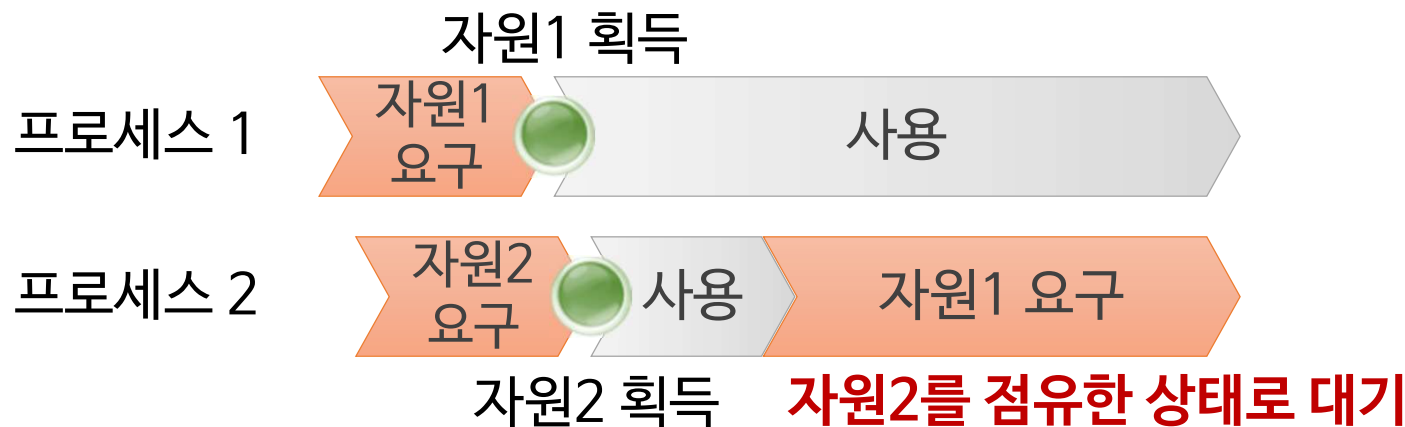 자원1 획득
프로세스 1
자원1
요구
사용
프로세스 2
자원2
요구
사용
자원1 요구
자원2 획득
자원2를 점유한 상태로 대기